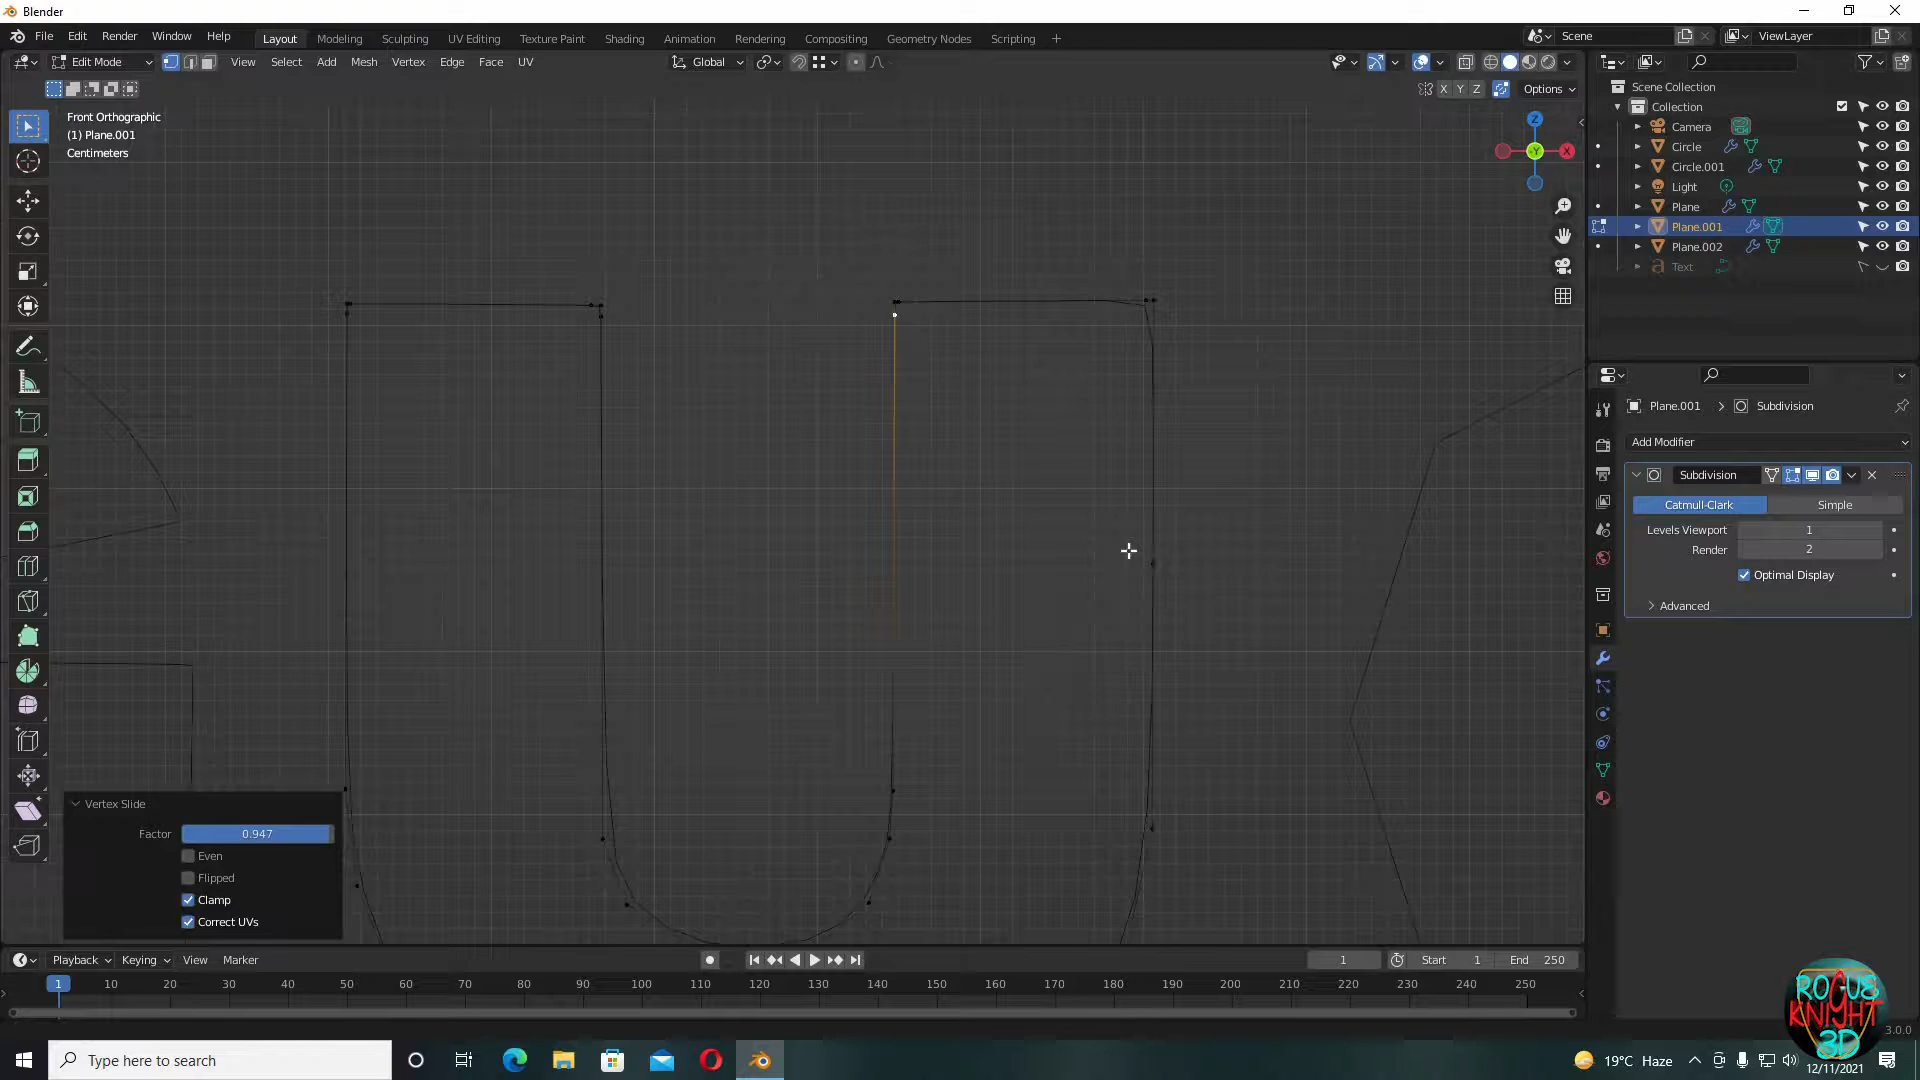 Blender
File Edit Render Window Help
Layout Modeling Sculpting UV Editing Texture Paint Shading Animation Rendering Compositing Geometry Nodes Scripting +
Scene ViewLayer
Edit Mode View Select Add Mesh Vertex Edge Face UV Global
X Y Z Options
Front Orthographic
(1) Plane.001
Centimeters
Z
-Y
X
Scene Collection
Collection
Camera
Circle
Circle.001
Light
Plane
Plane.001
Plane.002
Text
Plane.001 > Subdivision
Add Modifier
Subdivision
Catmull-Clark Simple
Levels Viewport 1
Render 2
Optimal Display
Advanced
Vertex Slide
Factor 0.947
Even
Flipped
Clamp
Correct UVs
Playback Keying View Marker
1 Start 1 End 250
1 10 20 30 40 50 60 70 80 90 100 110 120 130 140 150 160 170 180 190 200 210 220 230 240 250
3.0.0
ROGUE
KNIGHT
3D
Type here to search
19°C Haze
12/11/2021